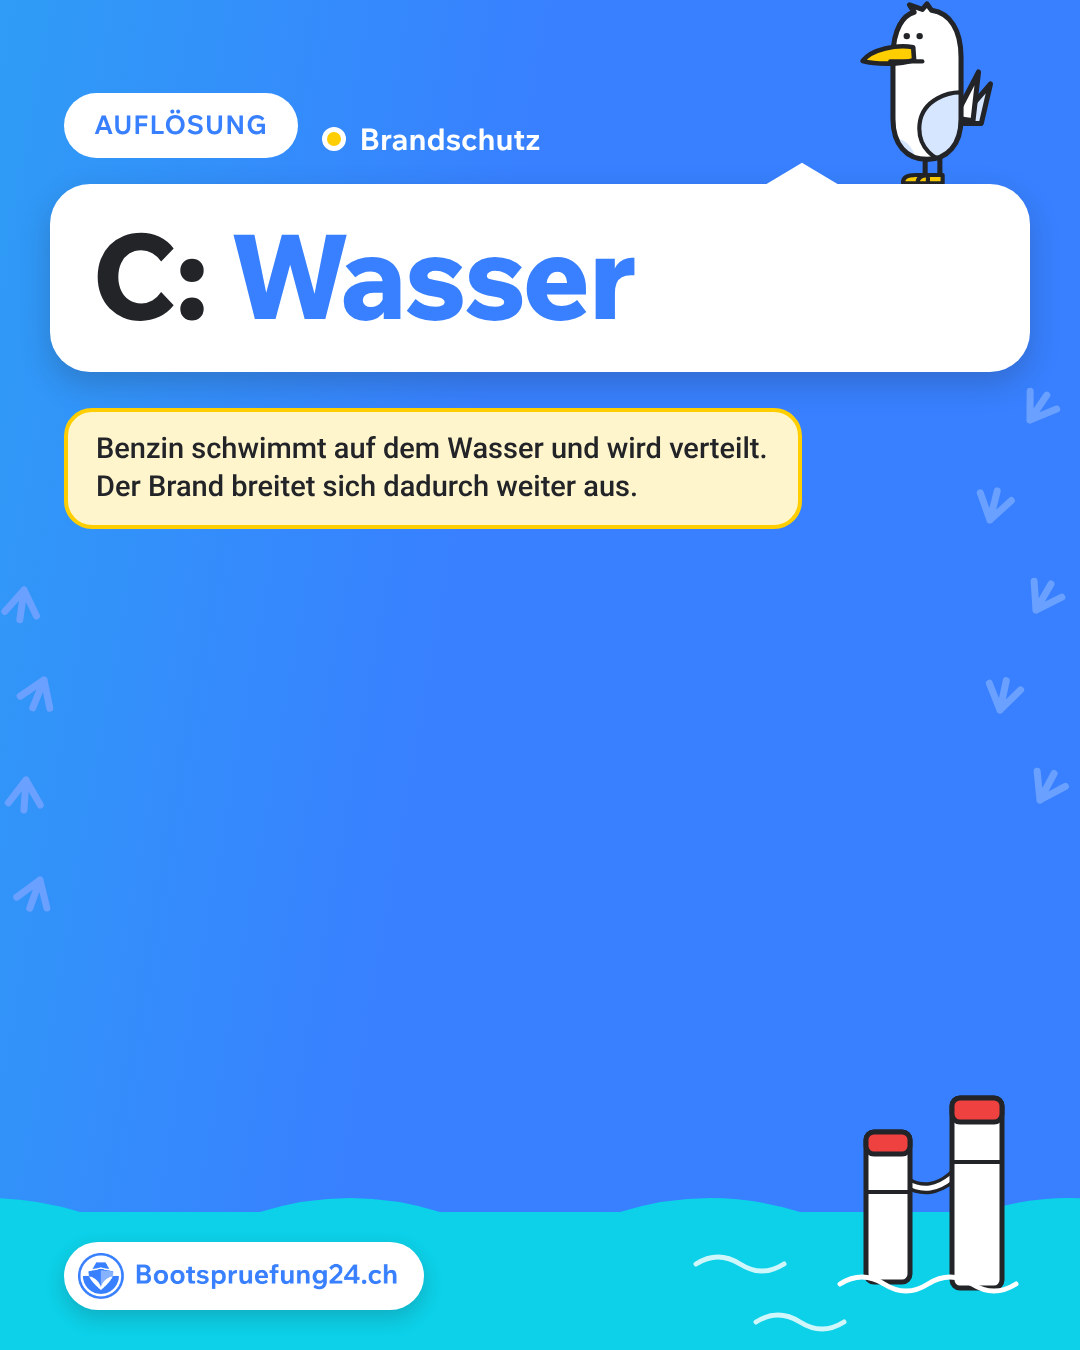 AUFLÖSUNG
Brandschutz
C: Wasser
Benzin schwimmt auf dem Wasser und wird verteilt.
Der Brand breitet sich dadurch weiter aus.
Bootspruefung24.ch